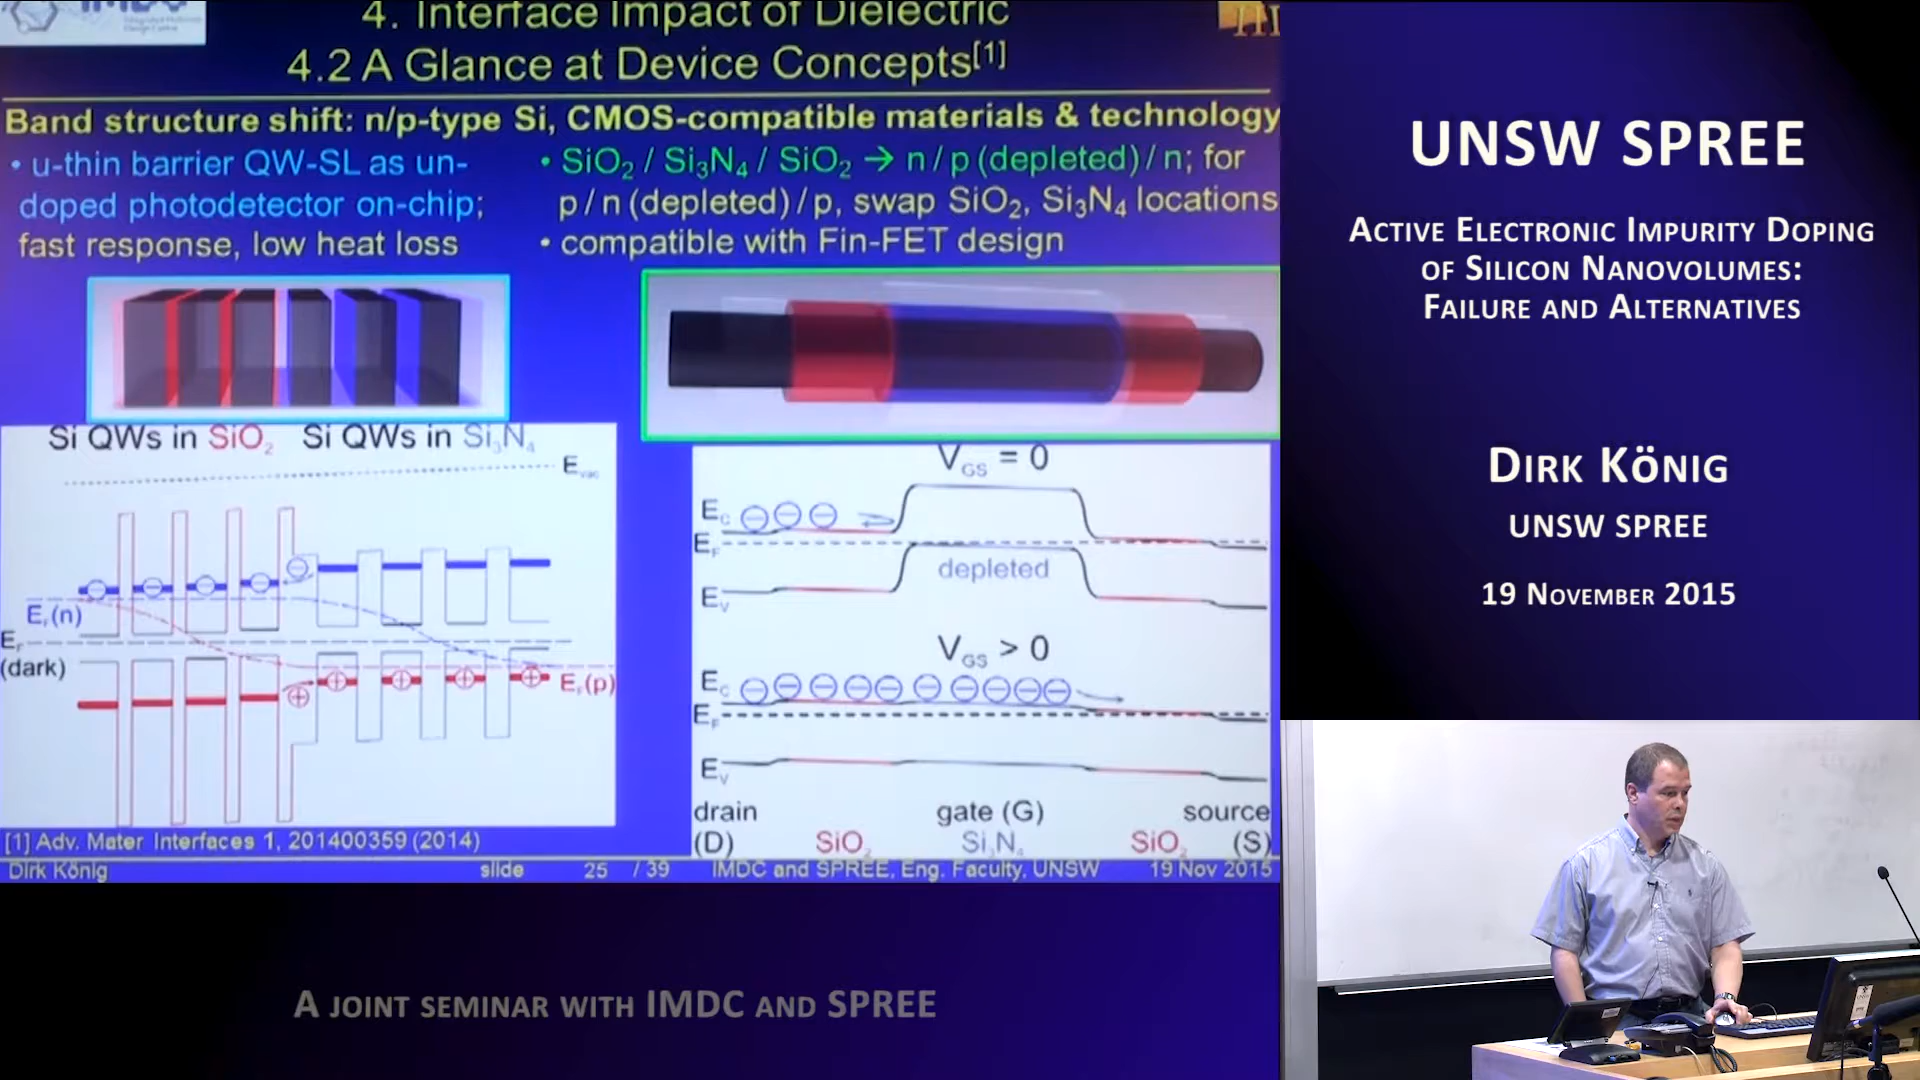 4. Interface Impact of Dielectric
4.2 A Glance at Device Concepts[1]
Band structure shift: n/p-type Si, CMOS-compatible materials & technology
• u-thin barrier QW-SL as un-
doped photodetector on-chip;
fast response, low heat loss
• SiO2 / Si3N4 / SiO2 → n / p (depleted) / n; for
p / n (depleted) / p, swap SiO2, Si3N4 locations
• compatible with Fin-FET design
Si QWs in SiO2 Si QWs in Si3N4
Evac
EF(n)
EF
(dark)
EF(p)
VGS = 0
EC
EF
depleted
EV
VGS > 0
EC
EF
EV
drain gate (G) source
(D) SiO2 Si3N4 SiO2 (S)
[1] Adv. Mater Interfaces 1, 201400359 (2014)
Dirk König slide 25 / 39 IMDC and SPREE, Eng. Faculty, UNSW 19 Nov 2015
UNSW SPREE
Active Electronic Impurity Doping
of Silicon Nanovolumes:
Failure and Alternatives
Dirk König
UNSW SPREE
19 November 2015
A joint seminar with IMDC and SPREE